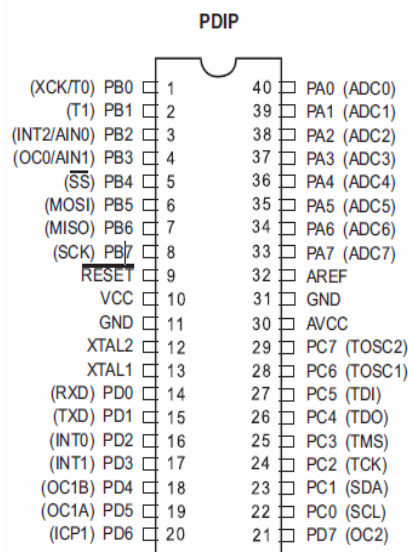 PDIP
(XCK/T0) PB0 1 40 PA0 (ADC0)
(T1) PB1 2 39 PA1 (ADC1)
(INT2/AIN0) PB2 3 38 PA2 (ADC2)
(OC0/AIN1) PB3 4 37 PA3 (ADC3)
(SS) PB4 5 36 PA4 (ADC4)
(MOSI) PB5 6 35 PA5 (ADC5)
(MISO) PB6 7 34 PA6 (ADC6)
(SCK) PB7 8 33 PA7 (ADC7)
RESET 9 32 AREF
VCC 10 31 GND
GND 11 30 AVCC
XTAL2 12 29 PC7 (TOSC2)
XTAL1 13 28 PC6 (TOSC1)
(RXD) PD0 14 27 PC5 (TDI)
(TXD) PD1 15 26 PC4 (TDO)
(INT0) PD2 16 25 PC3 (TMS)
(INT1) PD3 17 24 PC2 (TCK)
(OC1B) PD4 18 23 PC1 (SDA)
(OC1A) PD5 19 22 PC0 (SCL)
(ICP1) PD6 20 21 PD7 (OC2)